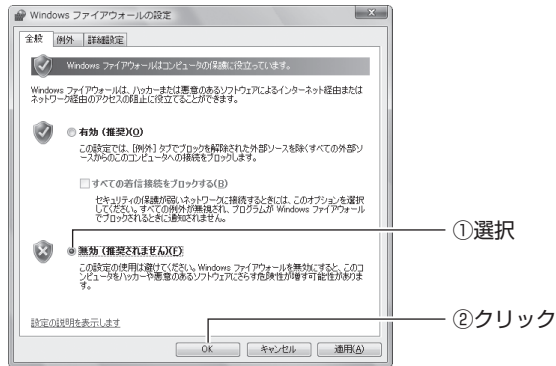 Windows ファイアウォールの設定
全般 例外 詳細設定
Windows ファイアウォールはコンピュータの保護に役立っています。
Windows ファイアウォールは、ハッカーまたは悪意のあるソフトウェアによるインターネット経由または
ネットワーク経由のアクセスの阻止に役立てることができます。
有効 (推奨)(O)
この設定では、[例外] タブでブロックを解除された外部ソースを除くすべての外部ソ
ースからのこのコンピュータへの接続をブロックします。
すべての着信接続をブロックする(B)
セキュリティの保護が弱いネットワークに接続するときには、このオプションを選択
してください。すべての例外が無視され、プログラムが Windows ファイアウォール
でブロックされるときに通知されません。
無効 (推奨されません)(F)
①選択
この設定の使用は避けてください。Windows ファイアウォールを無効にすると、このコ
ンピュータをハッカーや悪意のあるソフトウェアにさらす危険性が増す可能性がありま
す。
設定の説明を表示します
②クリック
OK キャンセル 適用(A)